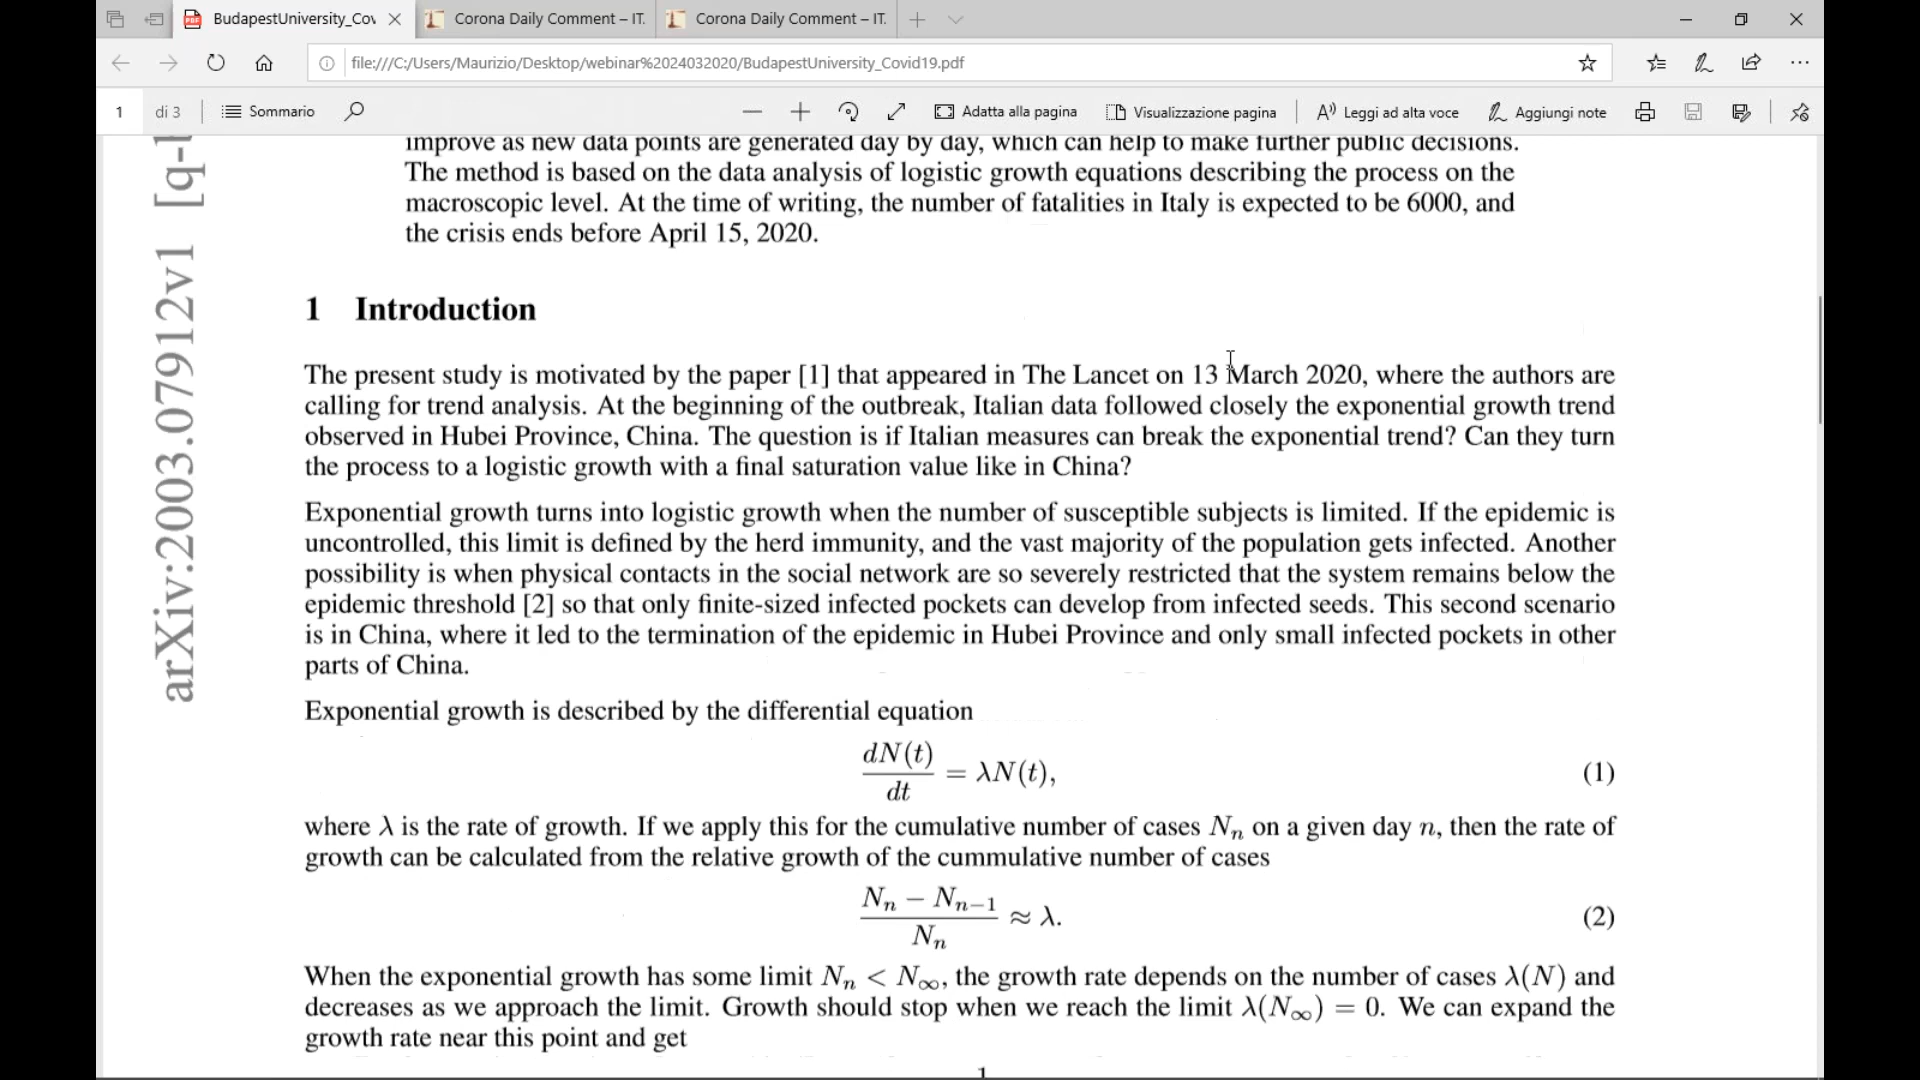 BudapestUniversity_Cov
Corona Daily Comment – IT.
Corona Daily Comment – IT.
file:///C:/Users/Maurizio/Desktop/webinar%2024032020/BudapestUniversity_Covid19.pdf
1 di 3 Sommario Adatta alla pagina Visualizzazione pagina Leggi ad alta voce Aggiungi note
arXiv:2003.07912v1 [q-b
improve as new data points are generated day by day, which can help to make further public decisions.
The method is based on the data analysis of logistic growth equations describing the process on the
macroscopic level. At the time of writing, the number of fatalities in Italy is expected to be 6000, and
the crisis ends before April 15, 2020.
1 Introduction
The present study is motivated by the paper [1] that appeared in The Lancet on 13 March 2020, where the authors are
calling for trend analysis. At the beginning of the outbreak, Italian data followed closely the exponential growth trend
observed in Hubei Province, China. The question is if Italian measures can break the exponential trend? Can they turn
the process to a logistic growth with a final saturation value like in China?
Exponential growth turns into logistic growth when the number of susceptible subjects is limited. If the epidemic is
uncontrolled, this limit is defined by the herd immunity, and the vast majority of the population gets infected. Another
possibility is when physical contacts in the social network are so severely restricted that the system remains below the
epidemic threshold [2] so that only finite-sized infected pockets can develop from infected seeds. This second scenario
is in China, where it led to the termination of the epidemic in Hubei Province and only small infected pockets in other
parts of China.
Exponential growth is described by the differential equation
dN(t)/dt = λN(t), (1)
where λ is the rate of growth. If we apply this for the cumulative number of cases Nₙ on a given day n, then the rate of
growth can be calculated from the relative growth of the cummulative number of cases
(Nₙ − Nₙ₋₁)/Nₙ ≈ λ. (2)
When the exponential growth has some limit Nₙ < N∞, the growth rate depends on the number of cases λ(N) and
decreases as we approach the limit. Growth should stop when we reach the limit λ(N∞) = 0. We can expand the
growth rate near this point and get
1